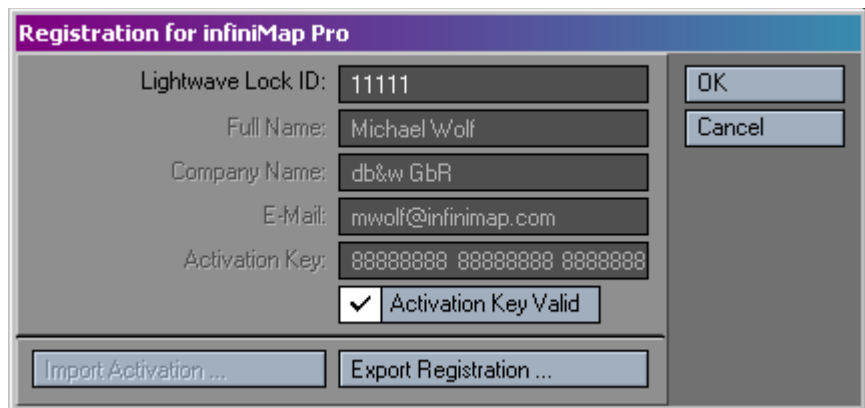 Registration for infiniMap Pro
Lightwave Lock ID: 11111
OK
Full Name: Michael Wolf
Cancel
Company Name: db&w GbR
E-Mail: mwolf@infinimap.com
Activation Key: 88888888 88888888 8888888
✓ Activation Key Valid
Import Activation ...
Export Registration ...